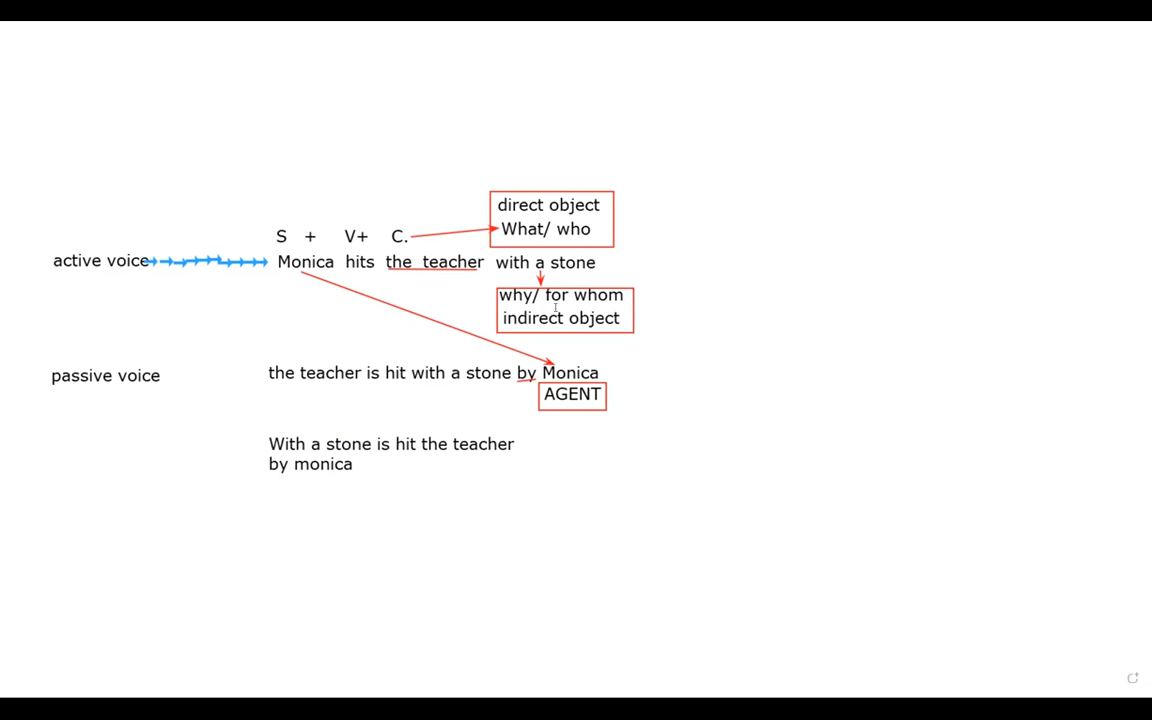 direct object
What/ who
S + V+ C.
active voice Monica hits the teacher with a stone
why/ for whom
indirect object
passive voice the teacher is hit with a stone by Monica
AGENT
With a stone is hit the teacher
by monica